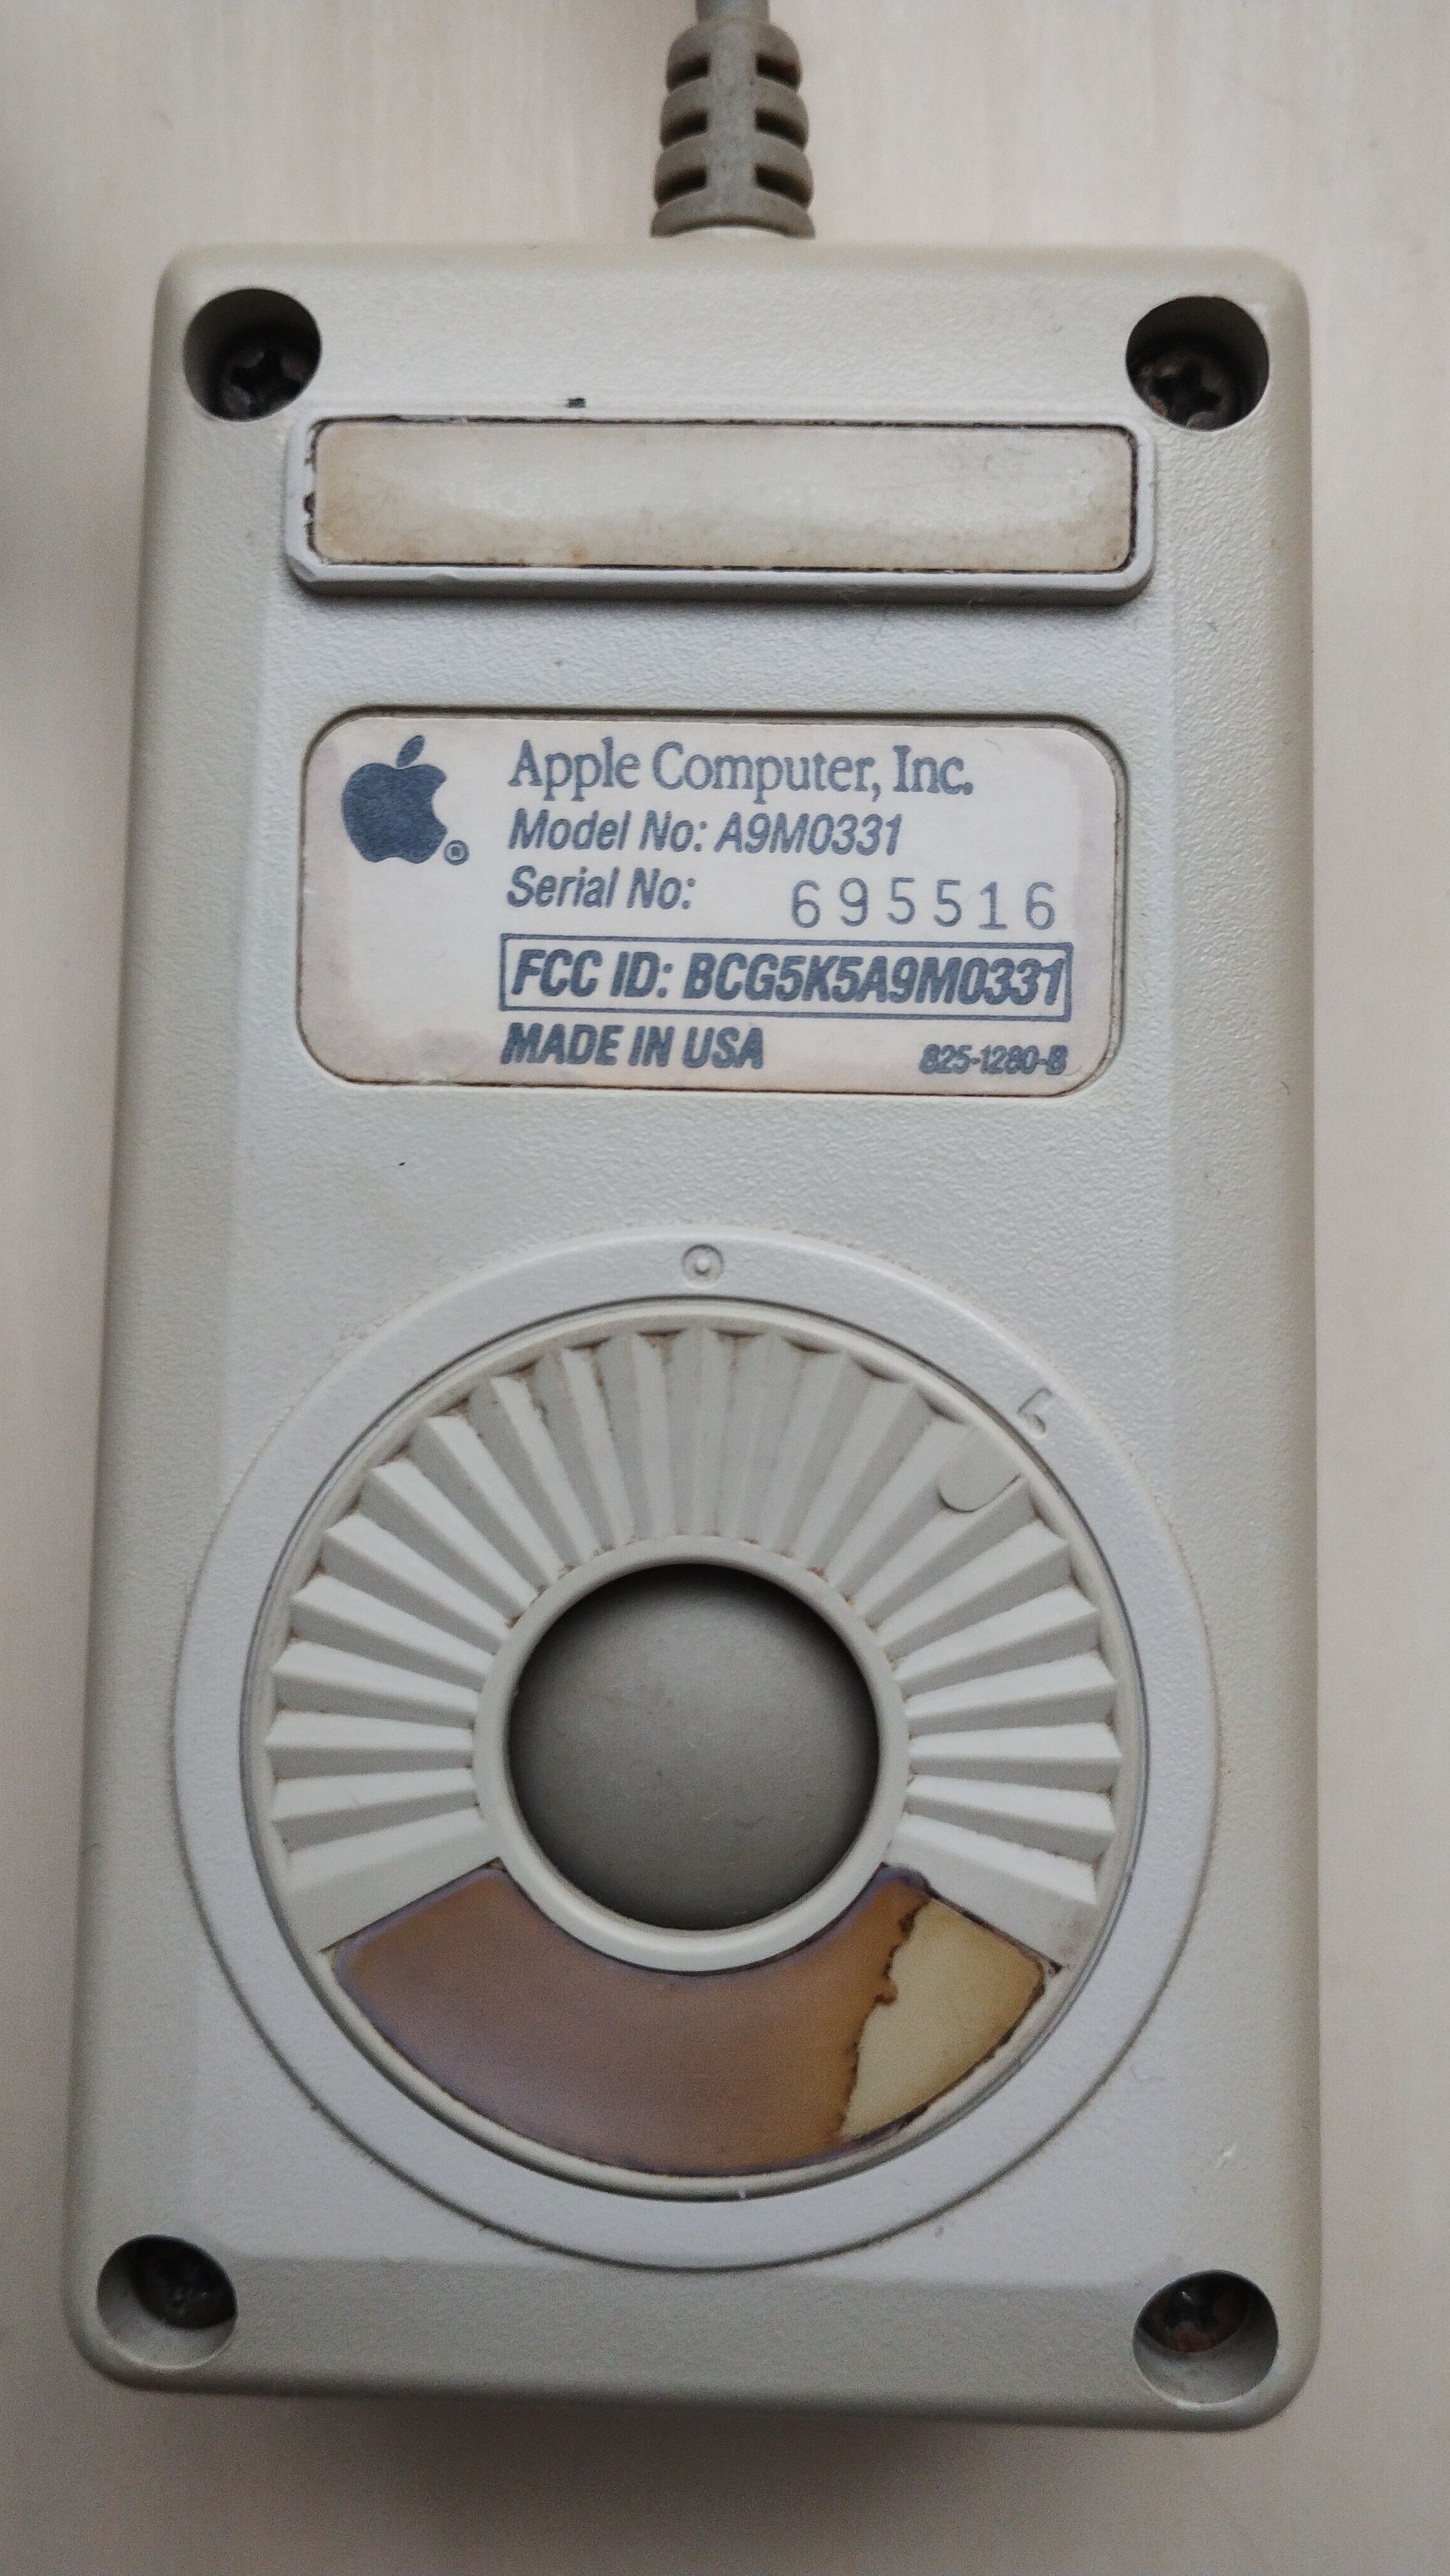 Apple Computer, Inc.
Model No: A9M0331
®
Serial No: 695516
FCC ID: BCG5K5A9M0331
MADE IN USA 825-1280-B